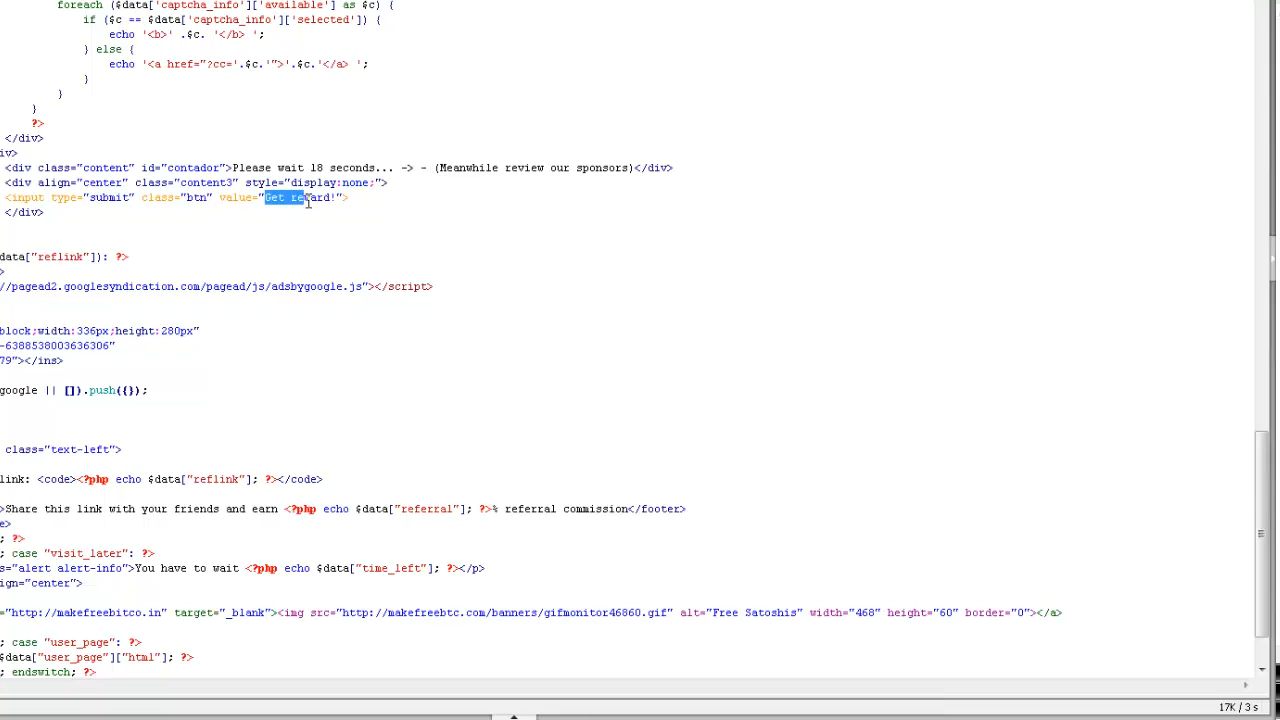 foreach ($data['captcha_info']['available'] as $c) {
if ($c == $data['captcha_info']['selected']) {
echo '<b>' .$c. '</b> ';
} else {
echo '<a href="?cc='.$c.'">'.$c.'</a> ';
}
}
}
?>
</div>
iv>
<div class="content" id="contador">Please wait 18 seconds... -> - (Meanwhile review our sponsors)</div>
<div align="center" class="content3" style="display:none;">
<input type="submit" class="btn" value="Get reward!">
</div>
data["reflink"]): ?>
>
//pagead2.googlesyndication.com/pagead/js/adsbygoogle.js"></script>
block;width:336px;height:280px"
-6388538003636306"
79"></ins>
google || []).push({});
class="text-left">
link: <code><?php echo $data["reflink"]; ?></code>
>Share this link with your friends and earn <?php echo $data["referral"]; ?>% referral commission</footer>
e>
; ?>
; case "visit_later": ?>
s="alert alert-info">You have to wait <?php echo $data["time_left"]; ?></p>
ign="center">
="http://makefreebitco.in" target="_blank"><img src="http://makefreebtc.com/banners/gifmonitor46860.gif" alt="Free Satoshis" width="468" height="60" border="0"></a>
; case "user_page": ?>
$data["user_page"]["html"]; ?>
; endswitch; ?>
17K / 3 s